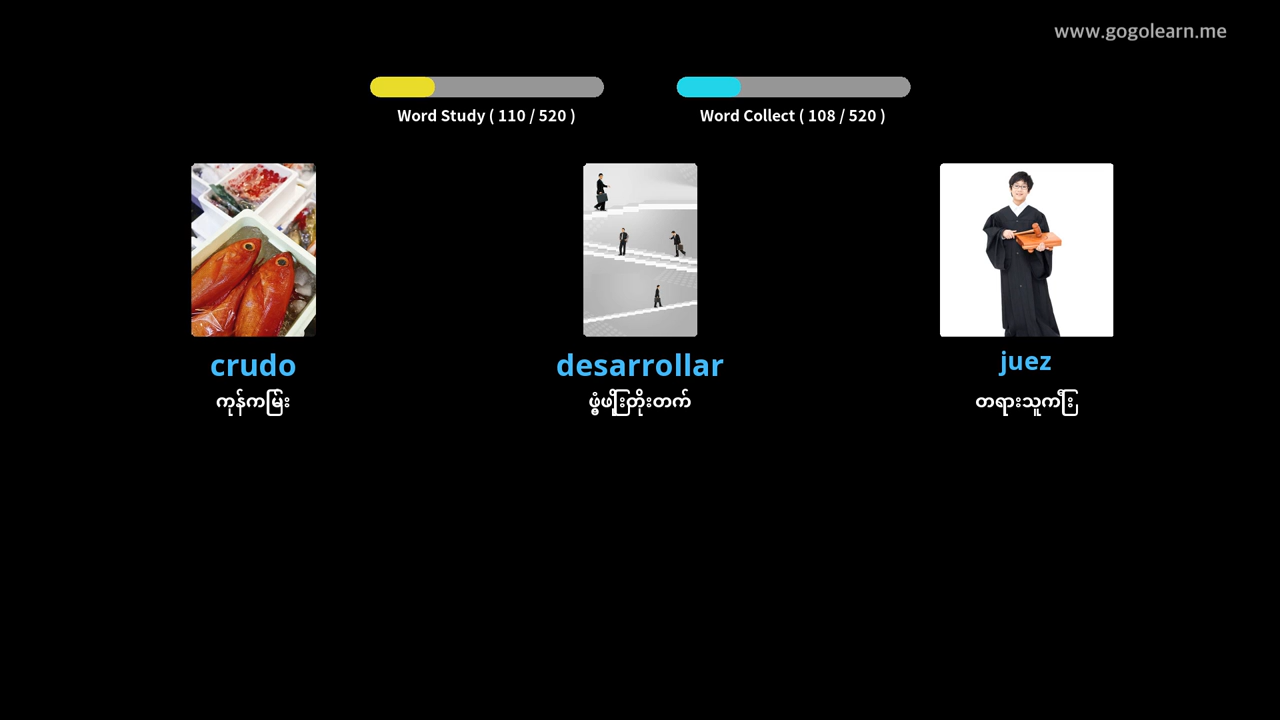 www.gogolearn.me
Word Study ( 110 / 520 )
Word Collect ( 108 / 520 )
crudo
desarrollar
juez
ကုန်ကြမ်း
ဖွံ့ဖြိုးတိုးတက်
တရားသူကြီး